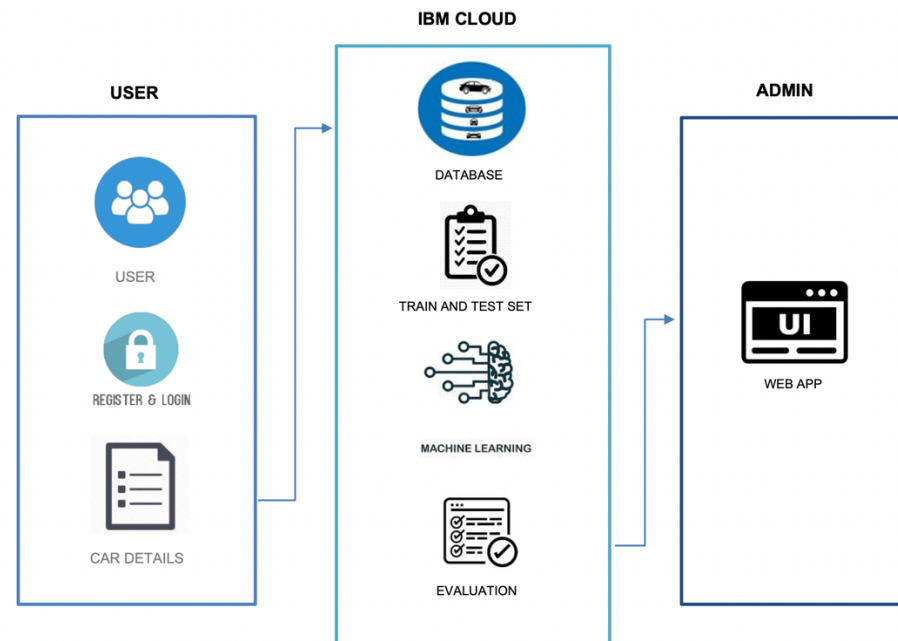 IBM CLOUD
USER
ADMIN
DATABASE
USER
TRAIN AND TEST SET
UI
WEB APP
REGISTER & LOGIN
MACHINE LEARNING
CAR DETAILS
EVALUATION